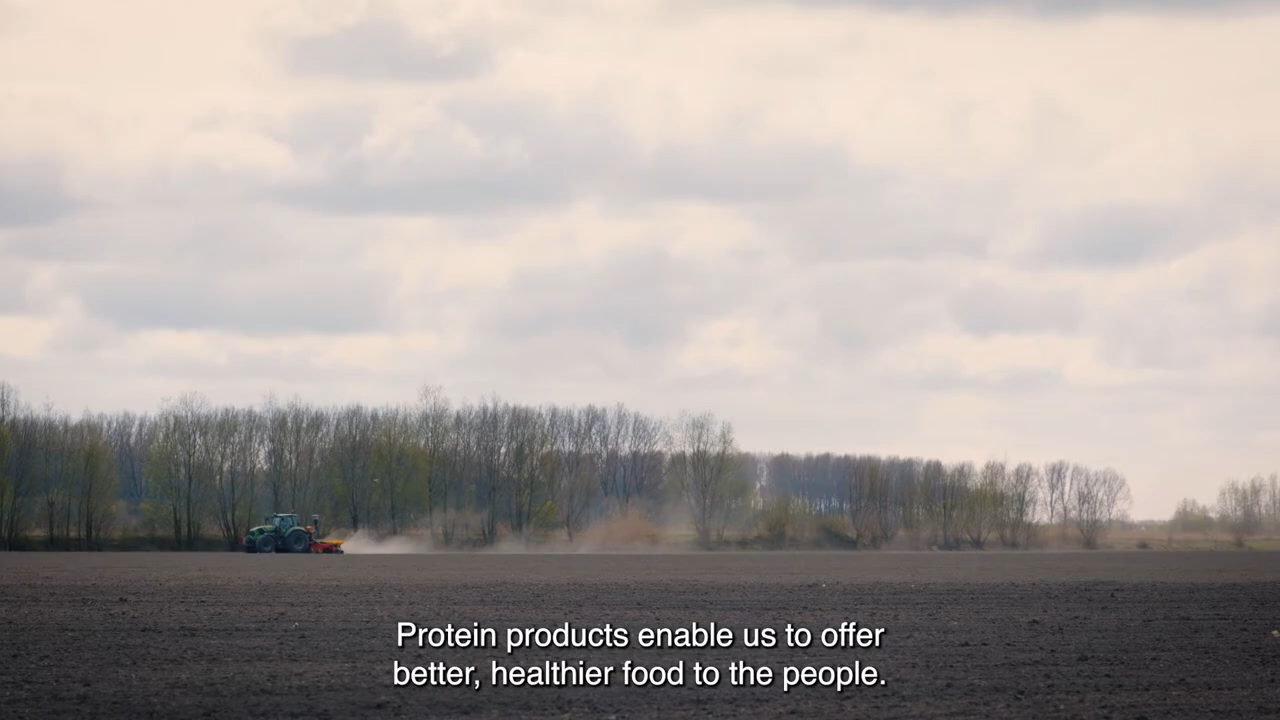 Protein products enable us to offer
better, healthier food to the people.